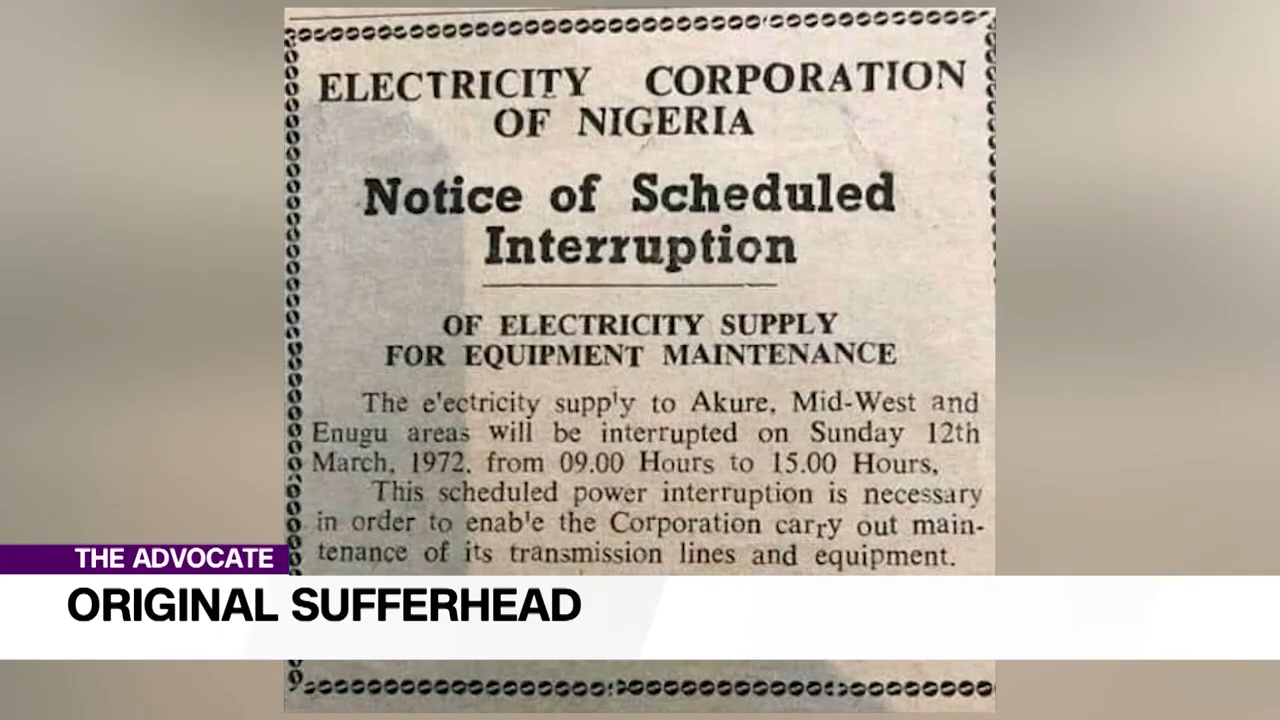 ELECTRICITY CORPORATION
OF NIGERIA
Notice of Scheduled
Interruption
OF ELECTRICITY SUPPLY
FOR EQUIPMENT MAINTENANCE
The e'ectricity supp'y to Akure, Mid-West and
Enugu areas will be interrupted on Sunday 12th
March, 1972, from 09.00 Hours to 15.00 Hours,
This scheduled power interruption is necessary
in order to enab'e the Corporation carry out main-
tenance of its transmission lines and equipment.
THE ADVOCATE
ORIGINAL SUFFERHEAD